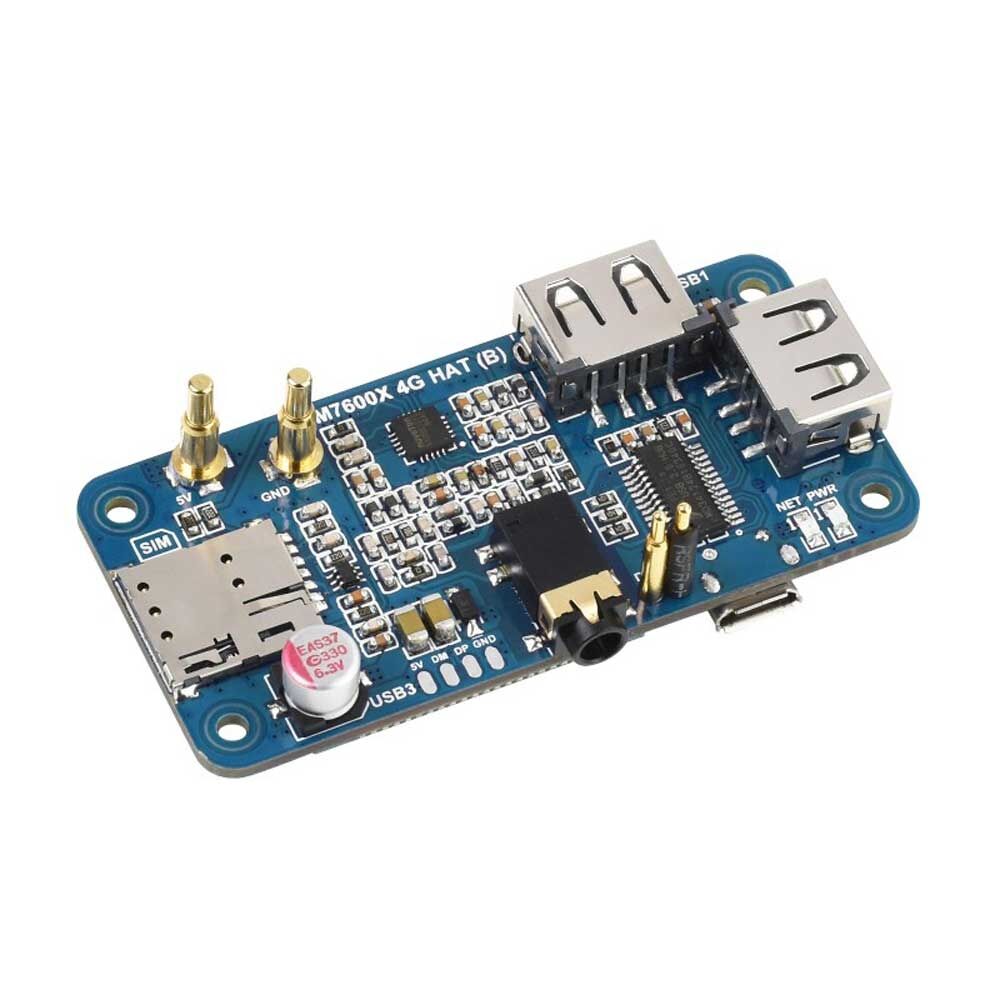 SB1
M7600X 4G HAT (B)
5V
GND
SIM
NET PWR
EAS37
330
6.3V
USB3
5V DM DP GND